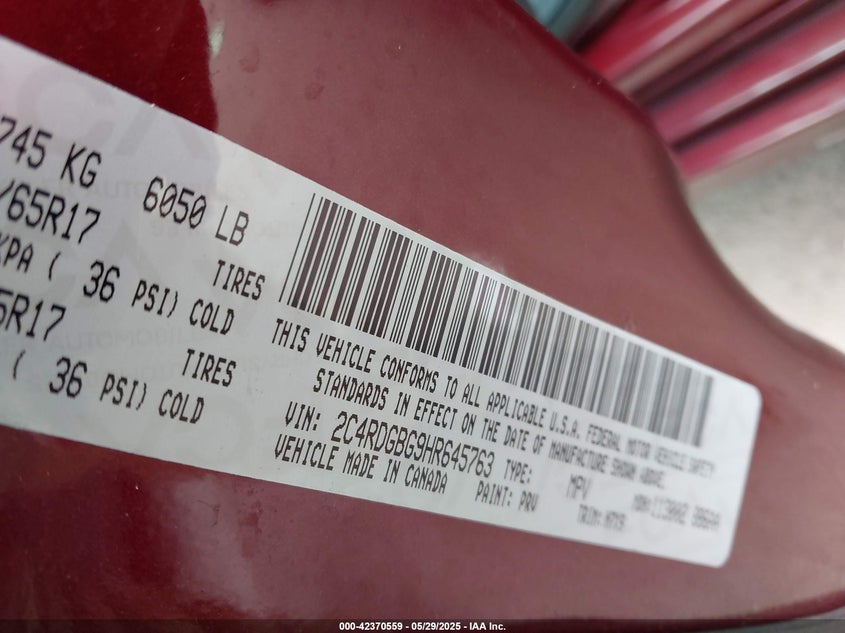 745 KG
6050 LB
/65R17
TIRES
KPA ( 36 PSI) COLD
5R17
TIRES
( 36 PSI) COLD
THIS VEHICLE CONFORMS TO ALL APPLICABLE U.S.A. FEDERAL MOTOR VEHICLE SAFETY
STANDARDS IN EFFECT ON THE DATE OF MANUFACTURE SHOWN ABOVE.
VIN: 2C4RDGBG9HR645763 TYPE: MPV
VEHICLE MADE IN CANADA PAINT: PRV
000-42370559 - 05/29/2025 - IAA Inc.